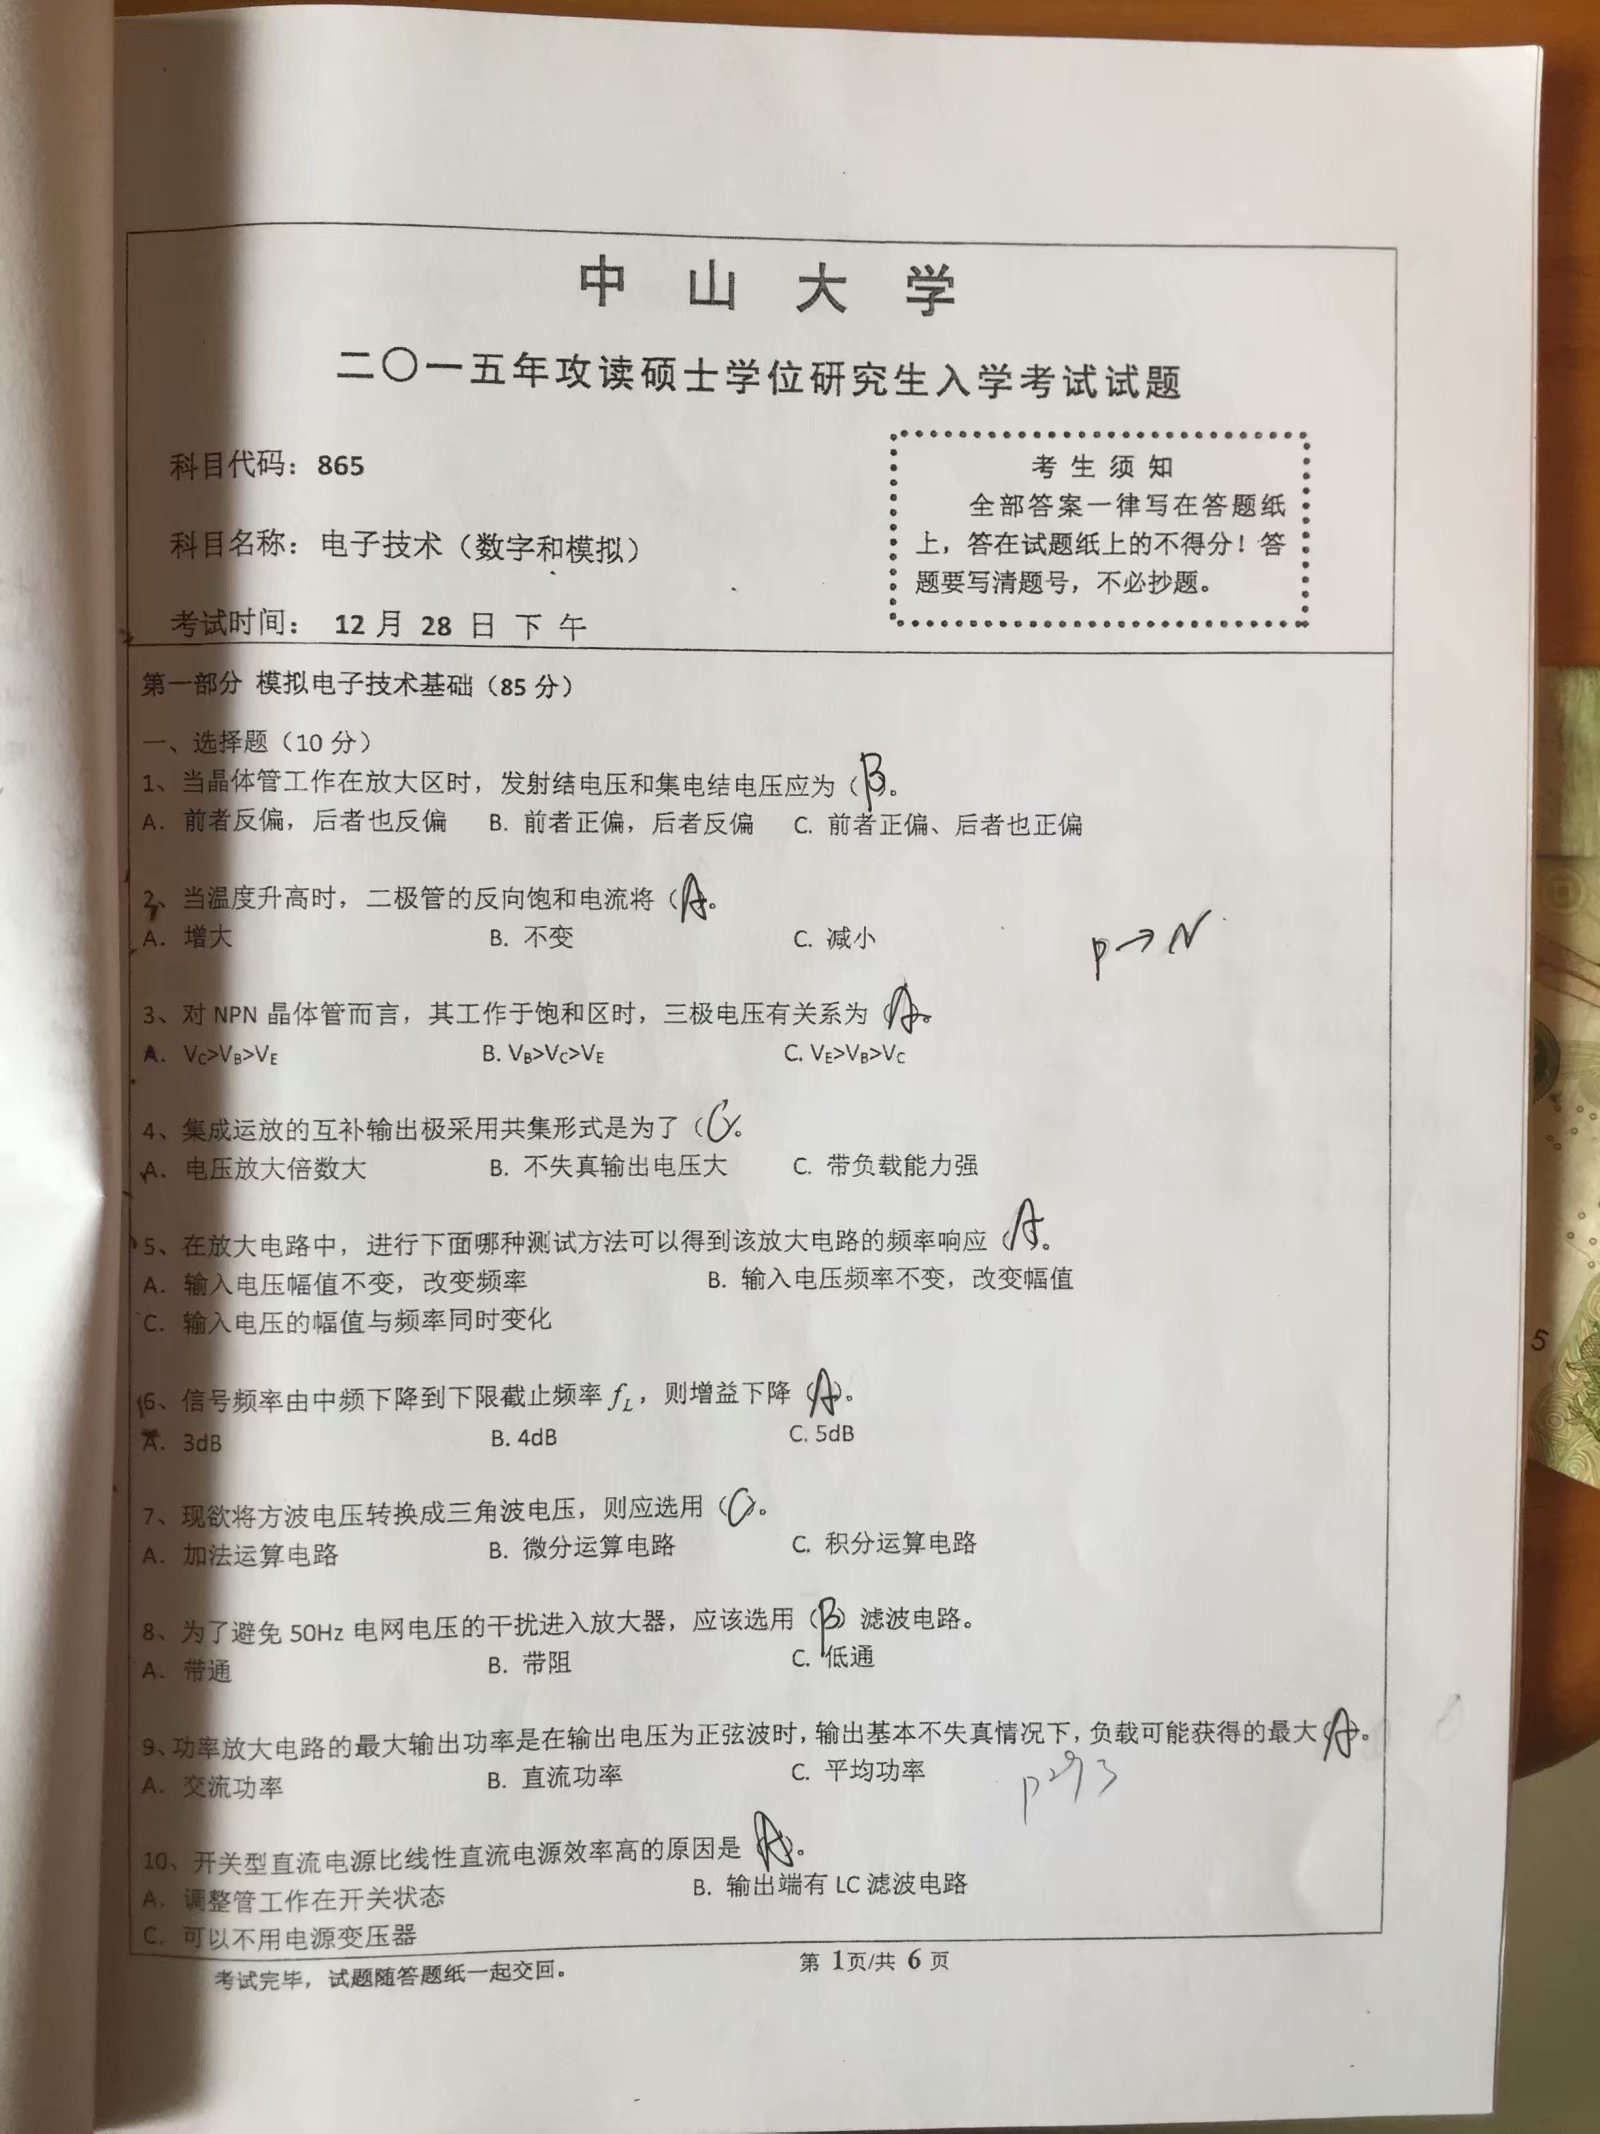 中 山 大 学
二〇一五年攻读硕士学位研究生入学考试试题
科目代码：865
科目名称：电子技术（数字和模拟）
考试时间： 12 月 28 日 下 午
考 生 须 知
全部答案一律写在答题纸
上，答在试题纸上的不得分！答
题要写清题号，不必抄题。
第一部分 模拟电子技术基础（85 分）
一、选择题（10 分）
1、当晶体管工作在放大区时，发射结电压和集电结电压应为（B）。
A. 前者反偏，后者也反偏 B. 前者正偏，后者反偏 C. 前者正偏、后者也正偏
2、当温度升高时，二极管的反向饱和电流将（A）。
A. 增大 B. 不变 C. 减小
P→N
3、对 NPN 晶体管而言，其工作于饱和区时，三极电压有关系为（A）。
A. VC>VB>VE B. VB>VC>VE C. VE>VB>VC
4、集成运放的互补输出极采用共集形式是为了（C）。
A. 电压放大倍数大 B. 不失真输出电压大 C. 带负载能力强
5、在放大电路中，进行下面哪种测试方法可以得到该放大电路的频率响应（A）。
A. 输入电压幅值不变，改变频率 B. 输入电压频率不变，改变幅值
C. 输入电压的幅值与频率同时变化
6、信号频率由中频下降到下限截止频率 fL，则增益下降（A）。
A. 3dB B. 4dB C. 5dB
7、现欲将方波电压转换成三角波电压，则应选用（C）。
A. 加法运算电路 B. 微分运算电路 C. 积分运算电路
8、为了避免 50Hz 电网电压的干扰进入放大器，应该选用（B）滤波电路。
A. 带通 B. 带阻 C. 低通
9、功率放大电路的最大输出功率是在输出电压为正弦波时，输出基本不失真情况下，负载可能获得的最大（A）。
A. 交流功率 B. 直流功率 C. 平均功率
P293
10、开关型直流电源比线性直流电源效率高的原因是（A）。
A. 调整管工作在开关状态 B. 输出端有 LC 滤波电路
C. 可以不用电源变压器
考试完毕，试题随答题纸一起交回。 第 1页/共 6 页
5